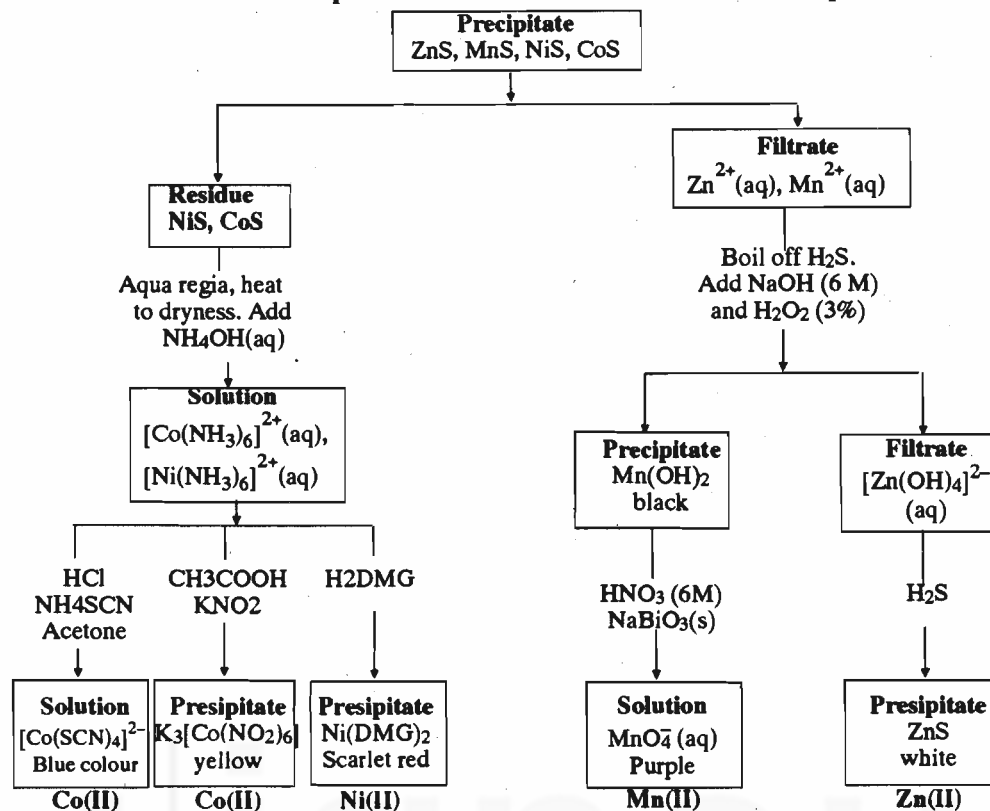 Precipitate
ZnS, MnS, NiS, CoS
Residue
NiS, CoS
Filtrate
Zn²⁺(aq), Mn²⁺(aq)
Aqua regia, heat
to dryness. Add
NH4OH(aq)
Boil off H2S.
Add NaOH (6 M)
and H2O2 (3%)
Solution
[Co(NH3)6]²⁺(aq),
[Ni(NH3)6]²⁺(aq)
Precipitate
Mn(OH)2
black
Filtrate
[Zn(OH)4]²⁻
(aq)
HCl
NH4SCN
Acetone
CH3COOH
KNO2
H2DMG
HNO3 (6M)
NaBiO3(s)
H2S
Solution
[Co(SCN)4]²⁻
Blue colour
Co(II)
Presipitate
K3[Co(NO2)6]
yellow
Co(II)
Presipitate
Ni(DMG)2
Scarlet red
Ni(II)
Solution
MnO4⁻ (aq)
Purple
Mn(II)
Presipitate
ZnS
white
Zn(II)